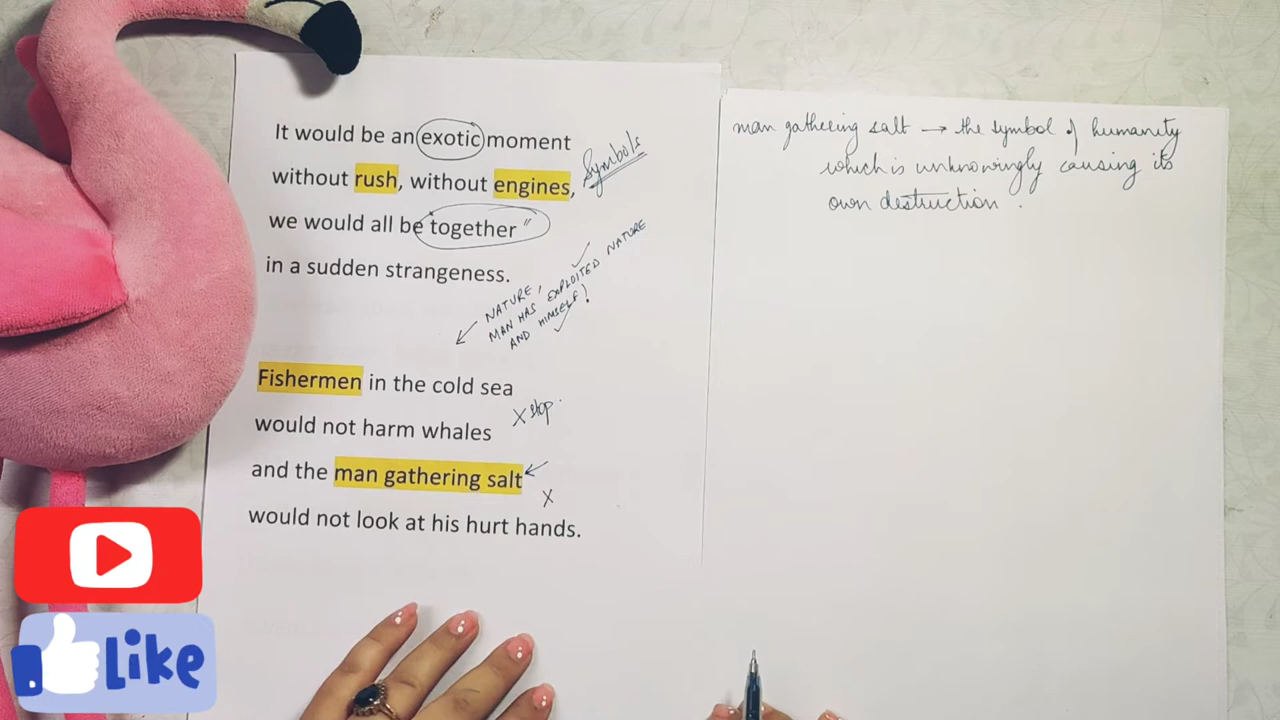 It would be an exotic moment
without rush, without engines,
Symbols
we would all be together "
in a sudden strangeness.
NATURE,
MAN HAS EXPLOITED NATURE
AND HIMSELF!
Fishermen in the cold sea
X stop.
would not harm whales
and the man gathering salt
X
would not look at his hurt hands.
man gathering salt → the symbol of humanity
which is unknowingly causing its
own destruction.
Like